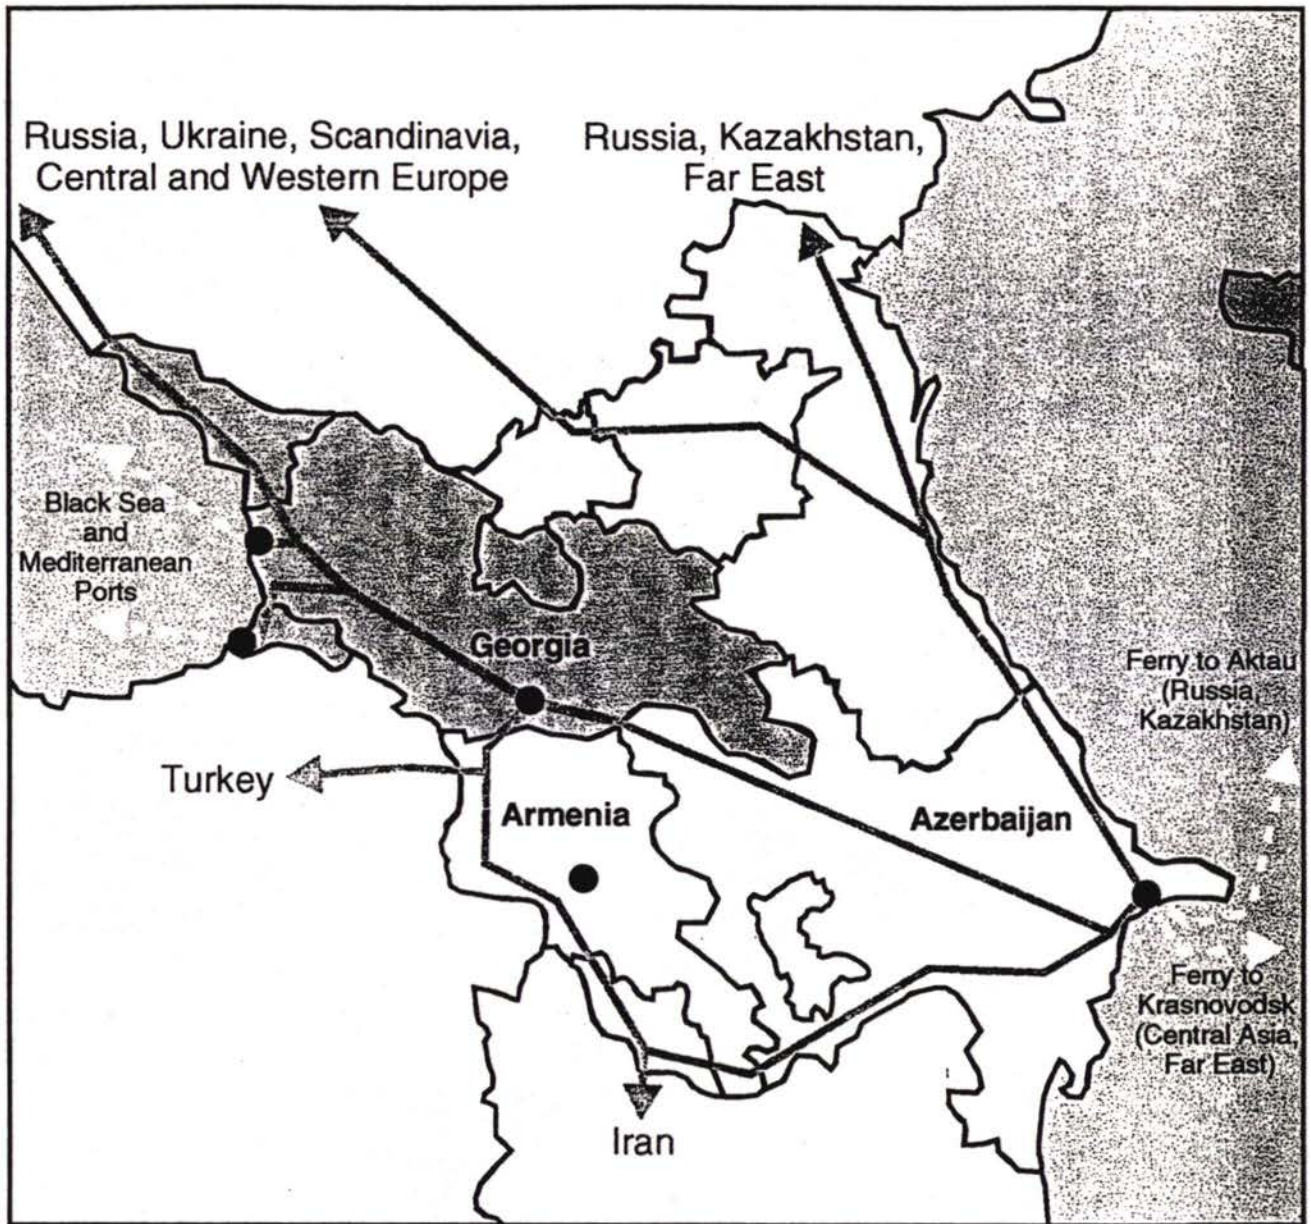 Russia, Ukraine, Scandinavia,
Central and Western Europe
Russia, Kazakhstan,
Far East
Black Sea
and
Mediterranean
Ports
Georgia
Ferry to Aktau
(Russia,
Kazakhstan)
Turkey
Armenia
Azerbaijan
Ferry to
Krasnovodsk
(Central Asia,
Far East)
Iran